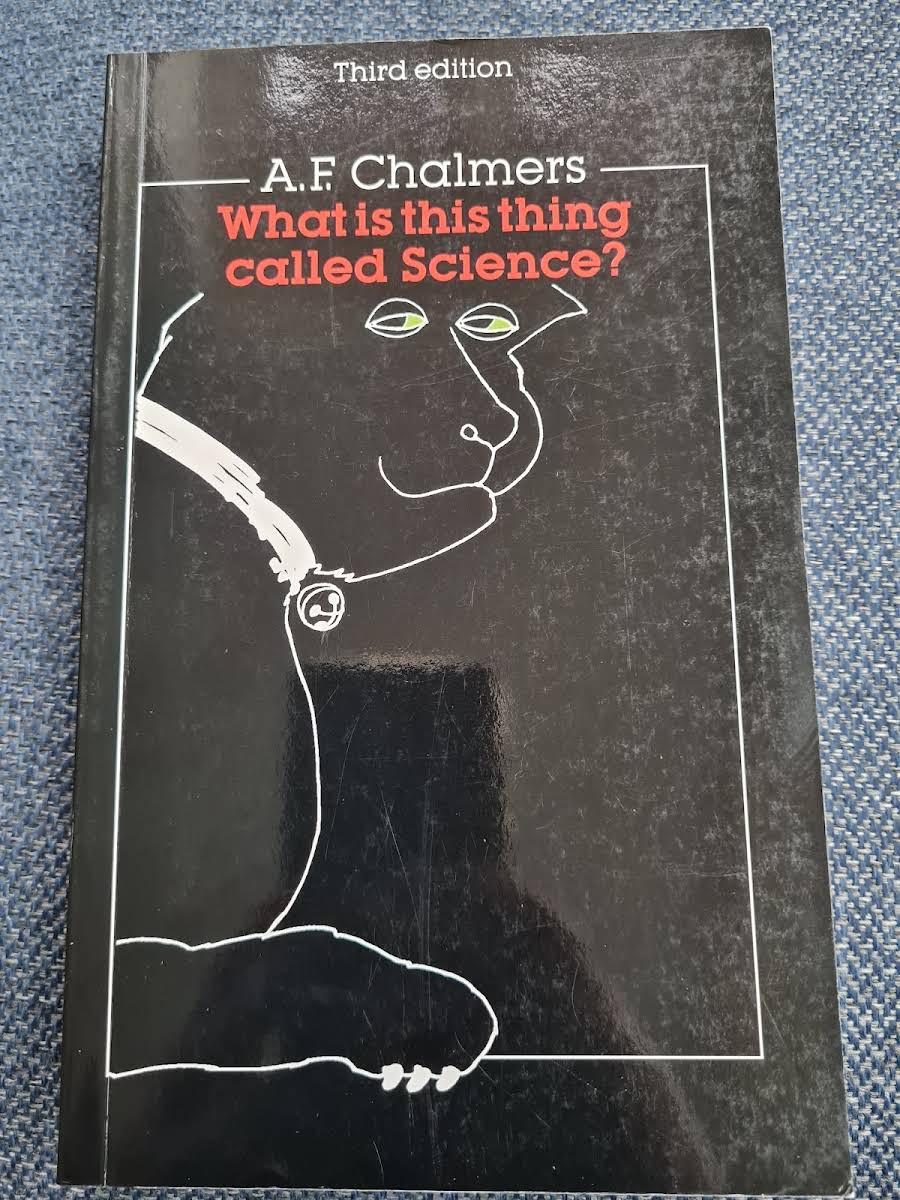 Third edition
A.F. Chalmers
What is this thing
called Science?